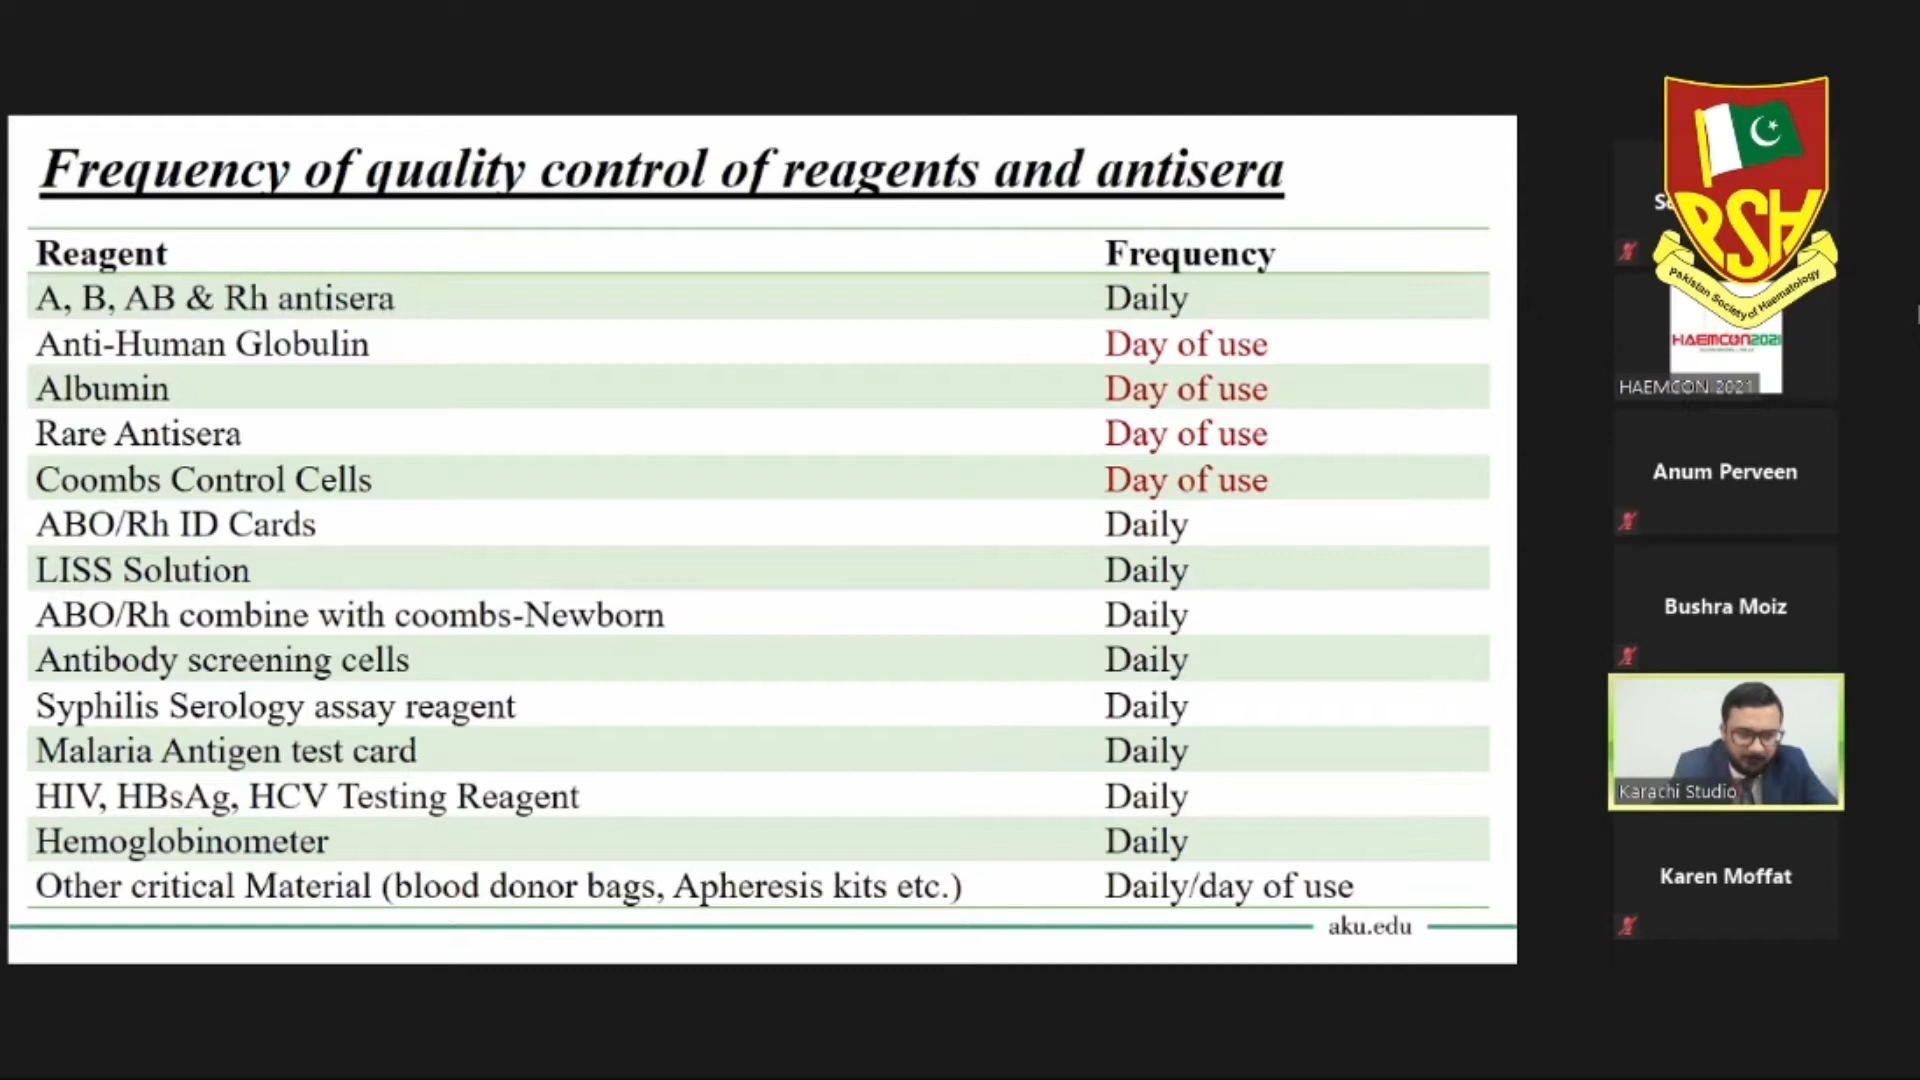 Frequency of quality control of reagents and antisera
Reagent Frequency
A, B, AB & Rh antisera Daily
Anti-Human Globulin Day of use
Albumin Day of use
Rare Antisera Day of use
Coombs Control Cells Day of use
ABO/Rh ID Cards Daily
LISS Solution Daily
ABO/Rh combine with coombs-Newborn Daily
Antibody screening cells Daily
Syphilis Serology assay reagent Daily
Malaria Antigen test card Daily
HIV, HBsAg, HCV Testing Reagent Daily
Hemoglobinometer Daily
Other critical Material (blood donor bags, Apheresis kits etc.) Daily/day of use
aku.edu
PSH
Pakistan Society of Haematology
HAEMCON2021
HAEMCON 2021
Anum Perveen
Bushra Moiz
Karachi Studio
Karen Moffat